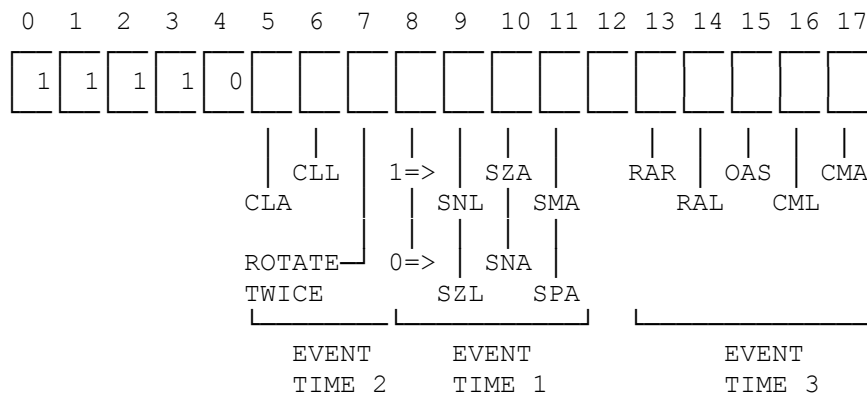 0 1 2 3 4 5 6 7 8 9 10 11 12 13 14 15 16 17
1 1 1 1 0
CLL 1=> SZA RAR OAS CMA
CLA SNL SMA RAL CML
ROTATE 0=> SNA
TWICE SZL SPA
EVENT EVENT EVENT
TIME 2 TIME 1 TIME 3